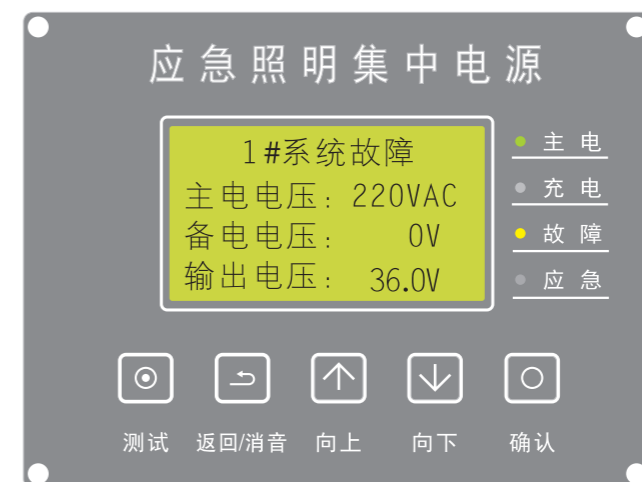 应急照明集中电源
1#系统故障
主电电压: 220VAC
备电电压: 0V
输出电压: 36.0V
主电
充电
故障
应急
测试 返回/消音 向上 向下 确认